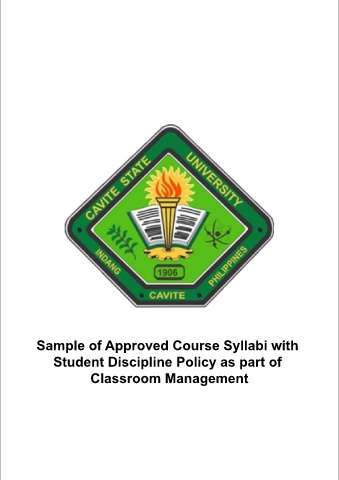 CAVITE STATE UNIVERSITY
1906
INDANG
CAVITE
PHILIPPINES
Sample of Approved Course Syllabi with
Student Discipline Policy as part of
Classroom Management